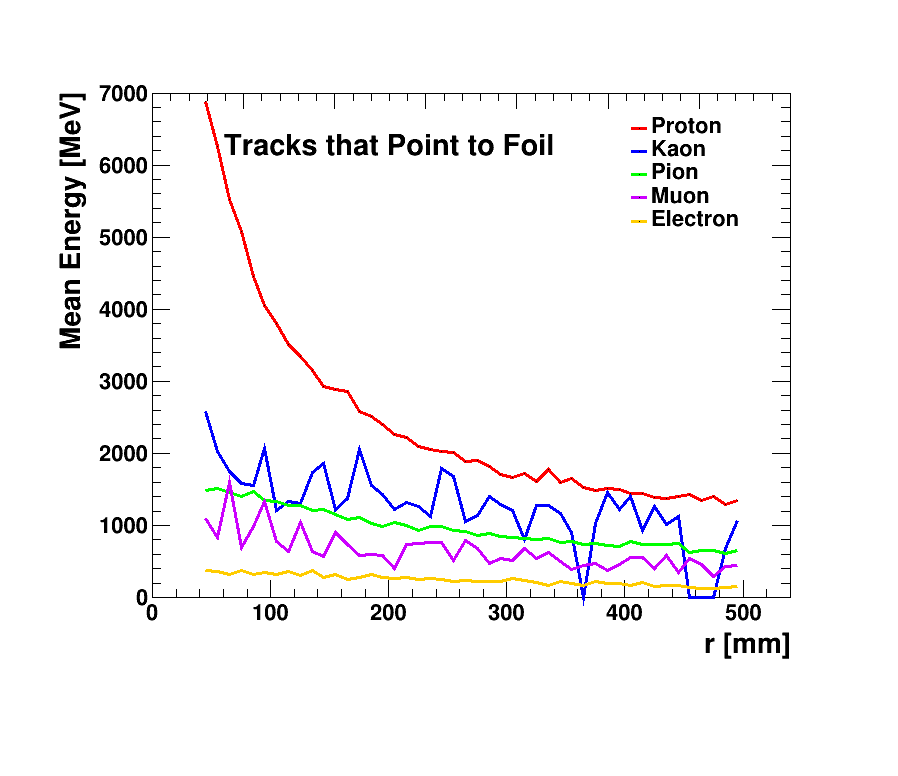 Mean Energy [MeV]
7000
6000
5000
4000
3000
2000
1000
0
Tracks that Point to Foil
Proton
Kaon
Pion
Muon
Electron
0 100 200 300 400 500
r [mm]